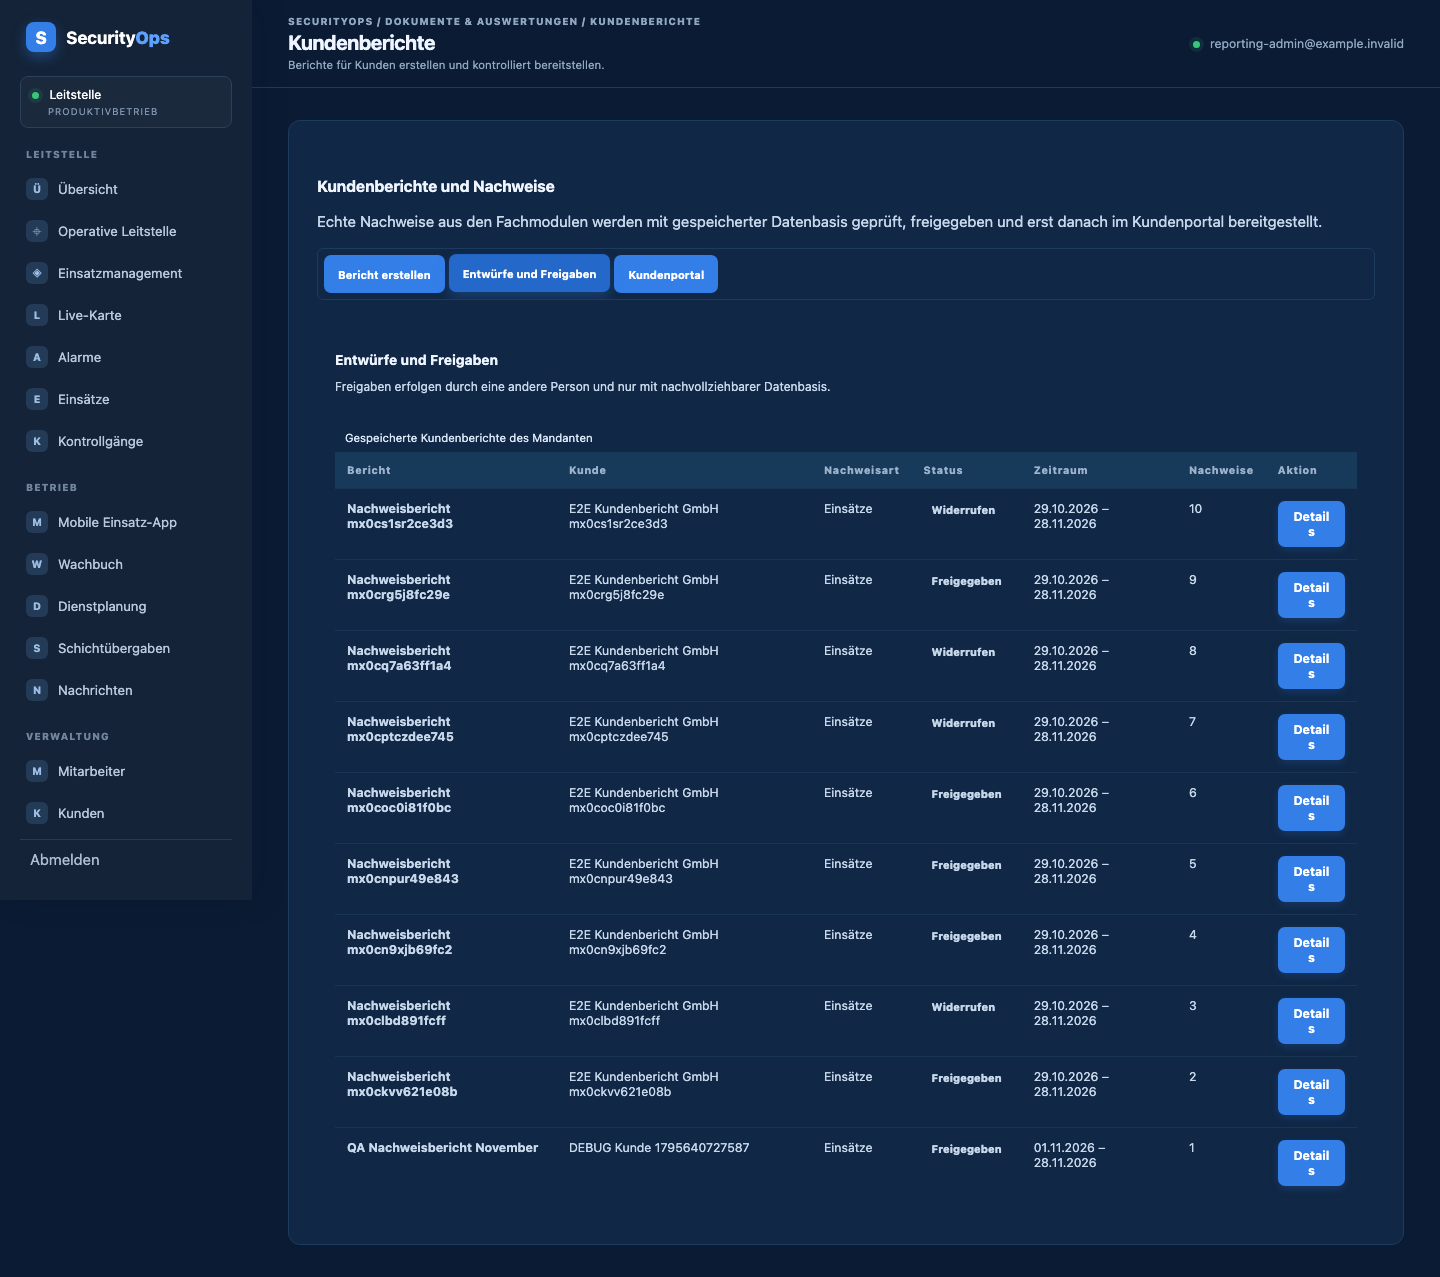 S SecurityOps
Leitstelle
PRODUKTIVBETRIEB
LEITSTELLE
Ü Übersicht
Operative Leitstelle
Einsatzmanagement
L Live-Karte
A Alarme
E Einsätze
K Kontrollgänge
BETRIEB
M Mobile Einsatz-App
W Wachbuch
D Dienstplanung
S Schichtübergaben
N Nachrichten
VERWALTUNG
M Mitarbeiter
K Kunden
Abmelden
SECURITYOPS / DOKUMENTE & AUSWERTUNGEN / KUNDENBERICHTE
Kundenberichte
Berichte für Kunden erstellen und kontrolliert bereitstellen.
reporting-admin@example.invalid
Kundenberichte und Nachweise
Echte Nachweise aus den Fachmodulen werden mit gespeicherter Datenbasis geprüft, freigegeben und erst danach im Kundenportal bereitgestellt.
Bericht erstellen Entwürfe und Freigaben Kundenportal
Entwürfe und Freigaben
Freigaben erfolgen durch eine andere Person und nur mit nachvollziehbarer Datenbasis.
Gespeicherte Kundenberichte des Mandanten
Bericht Kunde Nachweisart Status Zeitraum Nachweise Aktion
Nachweisbericht E2E Kundenbericht GmbH Einsätze Widerrufen 29.10.2026 – 10 Detail
mx0cs1sr2ce3d3 mx0cs1sr2ce3d3 28.11.2026 s
Nachweisbericht E2E Kundenbericht GmbH Einsätze Freigegeben 29.10.2026 – 9 Detail
mx0crg5j8fc29e mx0crg5j8fc29e 28.11.2026 s
Nachweisbericht E2E Kundenbericht GmbH Einsätze Widerrufen 29.10.2026 – 8 Detail
mx0cq7a63ff1a4 mx0cq7a63ff1a4 28.11.2026 s
Nachweisbericht E2E Kundenbericht GmbH Einsätze Widerrufen 29.10.2026 – 7 Detail
mx0cptczdee745 mx0cptczdee745 28.11.2026 s
Nachweisbericht E2E Kundenbericht GmbH Einsätze Freigegeben 29.10.2026 – 6 Detail
mx0coc0i81f0bc mx0coc0i81f0bc 28.11.2026 s
Nachweisbericht E2E Kundenbericht GmbH Einsätze Freigegeben 29.10.2026 – 5 Detail
mx0cnpur49e843 mx0cnpur49e843 28.11.2026 s
Nachweisbericht E2E Kundenbericht GmbH Einsätze Freigegeben 29.10.2026 – 4 Detail
mx0cn9xjb69fc2 mx0cn9xjb69fc2 28.11.2026 s
Nachweisbericht E2E Kundenbericht GmbH Einsätze Widerrufen 29.10.2026 – 3 Detail
mx0clbd891fcff mx0clbd891fcff 28.11.2026 s
Nachweisbericht E2E Kundenbericht GmbH Einsätze Freigegeben 29.10.2026 – 2 Detail
mx0ckvv621e08b mx0ckvv621e08b 28.11.2026 s
QA Nachweisbericht November DEBUG Kunde 1795640727587 Einsätze Freigegeben 01.11.2026 – 1 Detail
28.11.2026 s